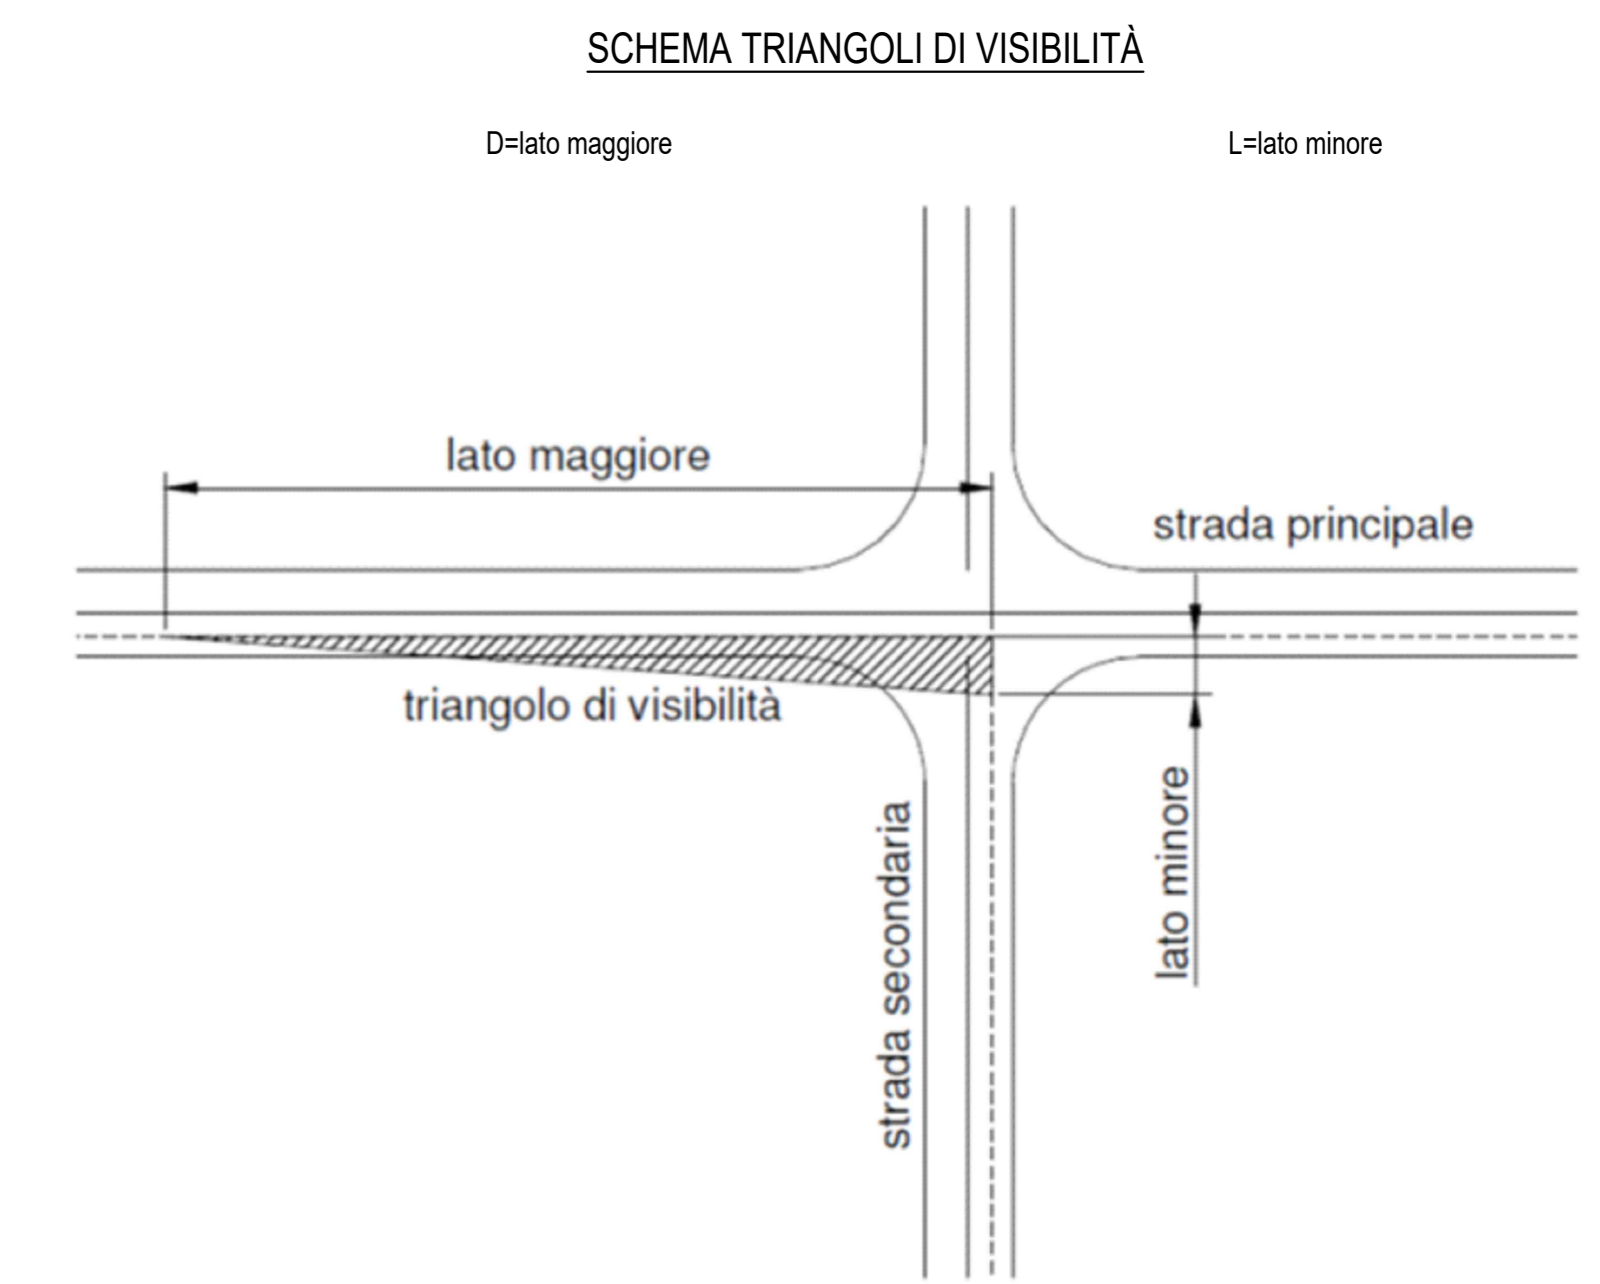 SCHEMA TRIANGOLI DI VISIBILITÀ
D=lato maggiore
L=lato minore
lato maggiore
strada principale
triangolo di visibilità
strada secondaria
lato minore